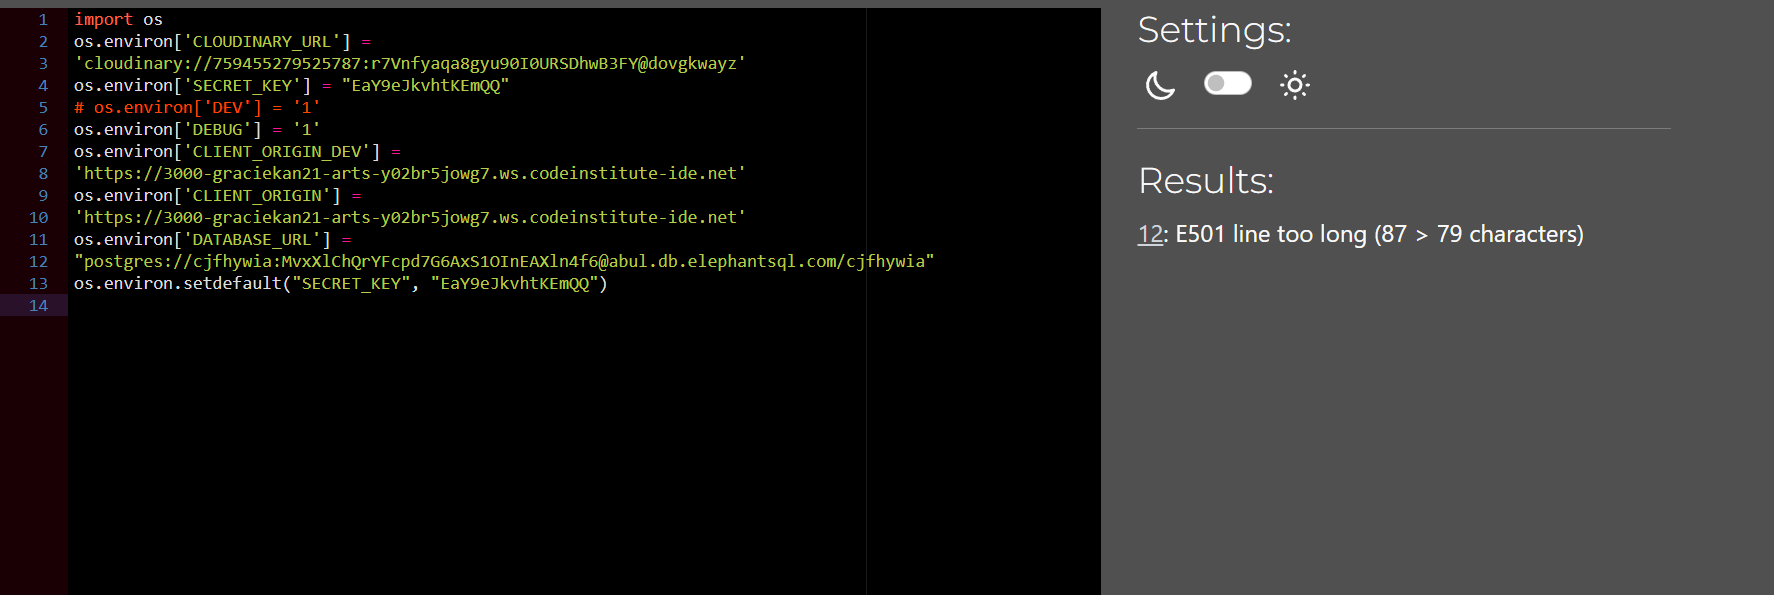 1 import os
2 os.environ['CLOUDINARY_URL'] =
3 'cloudinary://759455279525787:r7Vnfyaqa8gyu90I0URSDhwB3FY@dovgkwayz'
4 os.environ['SECRET_KEY'] = "EaY9eJkvhtKEmQQ"
5 # os.environ['DEV'] = '1'
6 os.environ['DEBUG'] = '1'
7 os.environ['CLIENT_ORIGIN_DEV'] =
8 'https://3000-graciekan21-arts-y02br5jowg7.ws.codeinstitute-ide.net'
9 os.environ['CLIENT_ORIGIN'] =
10 'https://3000-graciekan21-arts-y02br5jowg7.ws.codeinstitute-ide.net'
11 os.environ['DATABASE_URL'] =
12 "postgres://cjfhywia:MvxXlChQrYFcpd7G6AxS1OInEAXln4f6@abul.db.elephantsql.com/cjfhywia"
13 os.environ.setdefault("SECRET_KEY", "EaY9eJkvhtKEmQQ")
14
Settings:
Results:
12: E501 line too long (87 > 79 characters)